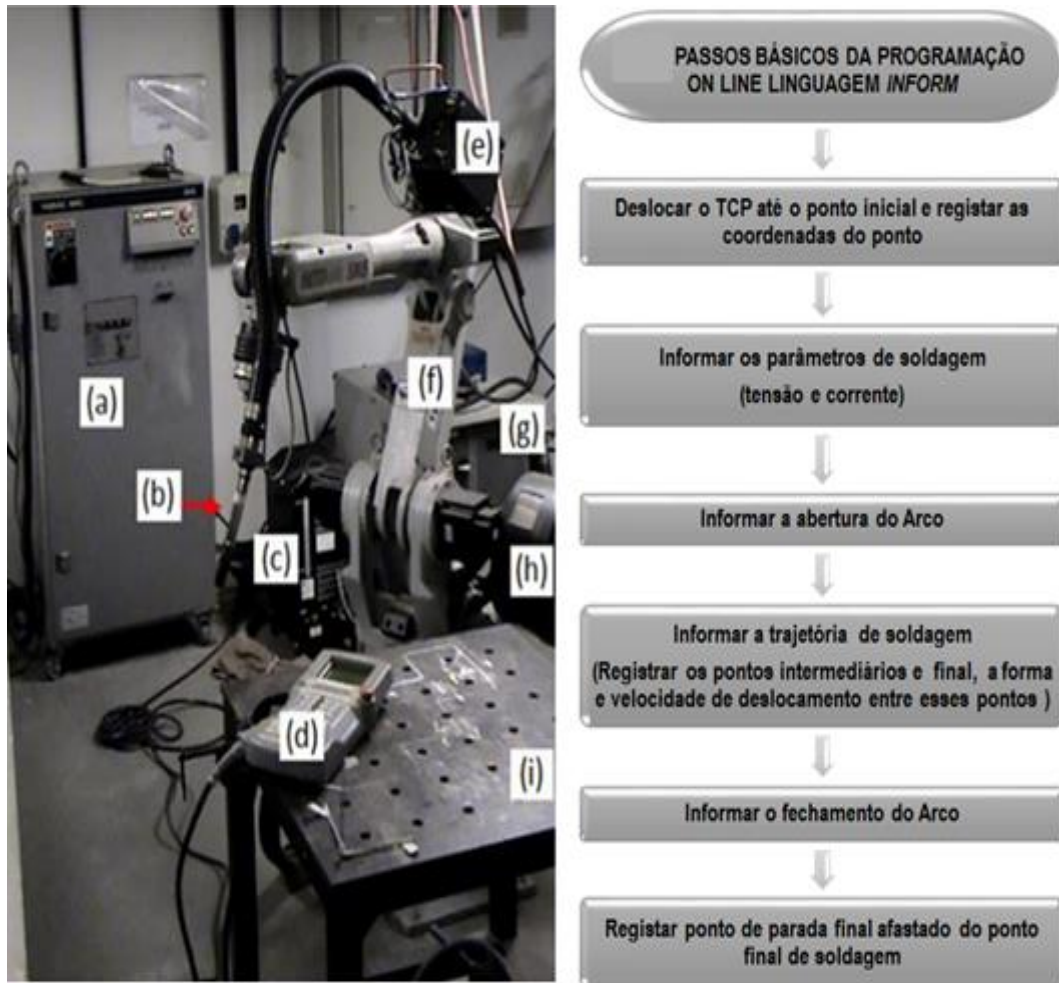 (a)
(b)
(c)
(d)
(e)
(f)
(g)
(h)
(i)
PASSOS BÁSICOS DA PROGRAMAÇÃO
ON LINE LINGUAGEM INFORM
Deslocar o TCP até o ponto inicial e registar as
coordenadas do ponto
Informar os parâmetros de soldagem
(tensão e corrente)
Informar a abertura do Arco
Informar a trajetória de soldagem
(Registrar os pontos intermediários e final, a forma
e velocidade de deslocamento entre esses pontos )
Informar o fechamento do Arco
Registar ponto de parada final afastado do ponto
final de soldagem